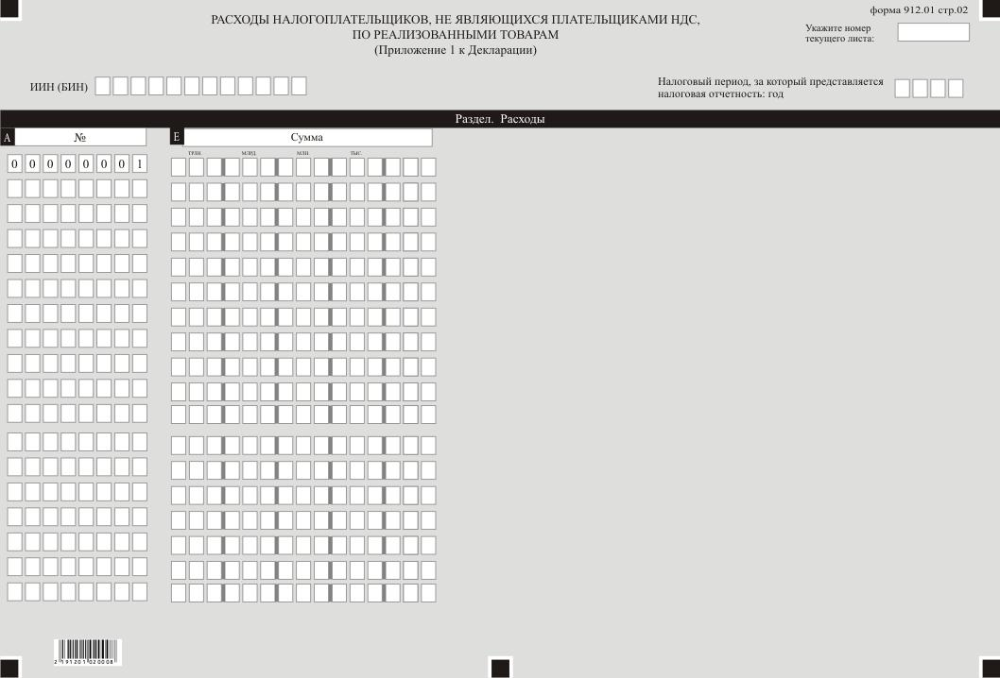 форма 912.01 стр.02
РАСХОДЫ НАЛОГОПЛАТЕЛЬЩИКОВ, НЕ ЯВЛЯЮЩИХСЯ ПЛАТЕЛЬЩИКАМИ НДС,
ПО РЕАЛИЗОВАННЫМ ТОВАРАМ
(Приложение 1 к Декларации)
Укажите номер
текущего листа:
ИИН (БИН)
Налоговый период, за который представляется
налоговая отчетность: год
Раздел. Расходы
A № E Сумма
трлн. млрд. млн. тыс.
0 0 0 0 0 0 0 1
2 191201 020008